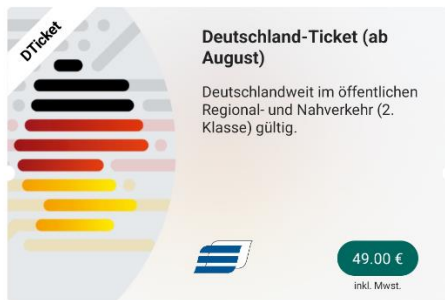 DTicket
Deutschland-Ticket (ab
August)
Deutschlandweit im öffentlichen
Regional- und Nahverkehr (2.
Klasse) gültig.
49.00 €
inkl. Mwst.